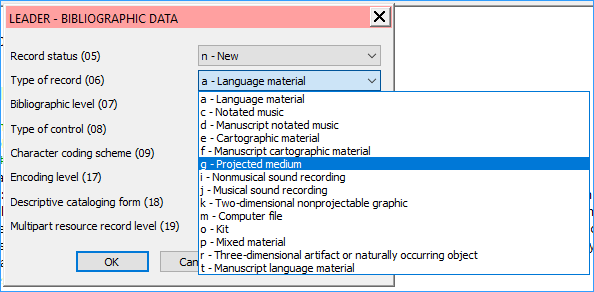 LEADER - BIBLIOGRAPHIC DATA
Record status (05) n - New
Type of record (06) a - Language material
Bibliographic level (07)
Type of control (08)
Character coding scheme (09)
Encoding level (17)
Descriptive cataloging form (18)
Multipart resource record level (19)
a - Language material
c - Notated music
d - Manuscript notated music
e - Cartographic material
f - Manuscript cartographic material
g - Projected medium
i - Nonmusical sound recording
j - Musical sound recording
k - Two-dimensional nonprojectable graphic
m - Computer file
o - Kit
p - Mixed material
r - Three-dimensional artifact or naturally occurring object
t - Manuscript language material
OK Can